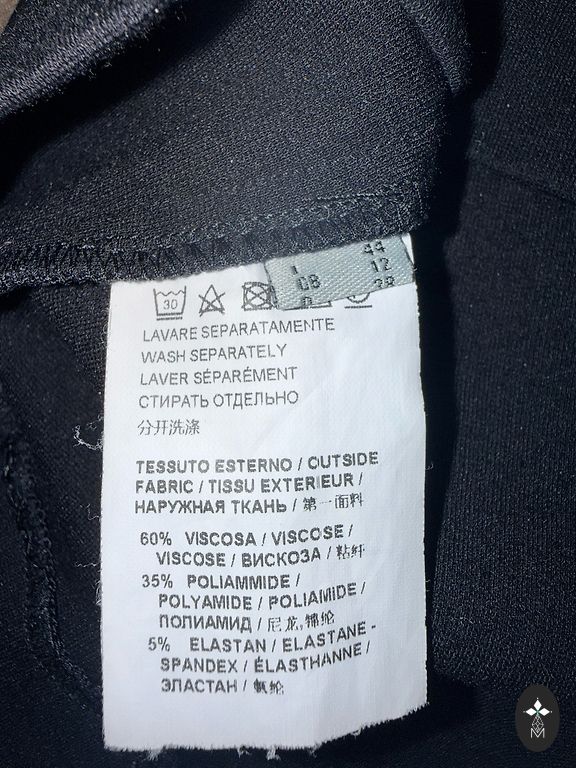 I 44
GB 12
D 38
30
LAVARE SEPARATAMENTE
WASH SEPARATELY
LAVER SÉPARÉMENT
СТИРАТЬ ОТДЕЛЬНО
分开洗涤
TESSUTO ESTERNO / OUTSIDE
FABRIC / TISSU EXTERIEUR /
НАРУЖНАЯ ТКАНЬ / 第一面料
60% VISCOSA / VISCOSE /
VISCOSE / ВИСКОЗА / 粘纤
35% POLIAMMIDE /
POLYAMIDE / POLIAMIDE /
ПОЛИАМИД / 尼龙,锦纶
5% ELASTAN / ELASTANE -
SPANDEX / ÉLASTHANNE /
ЭЛАСТАН / 氨纶
M